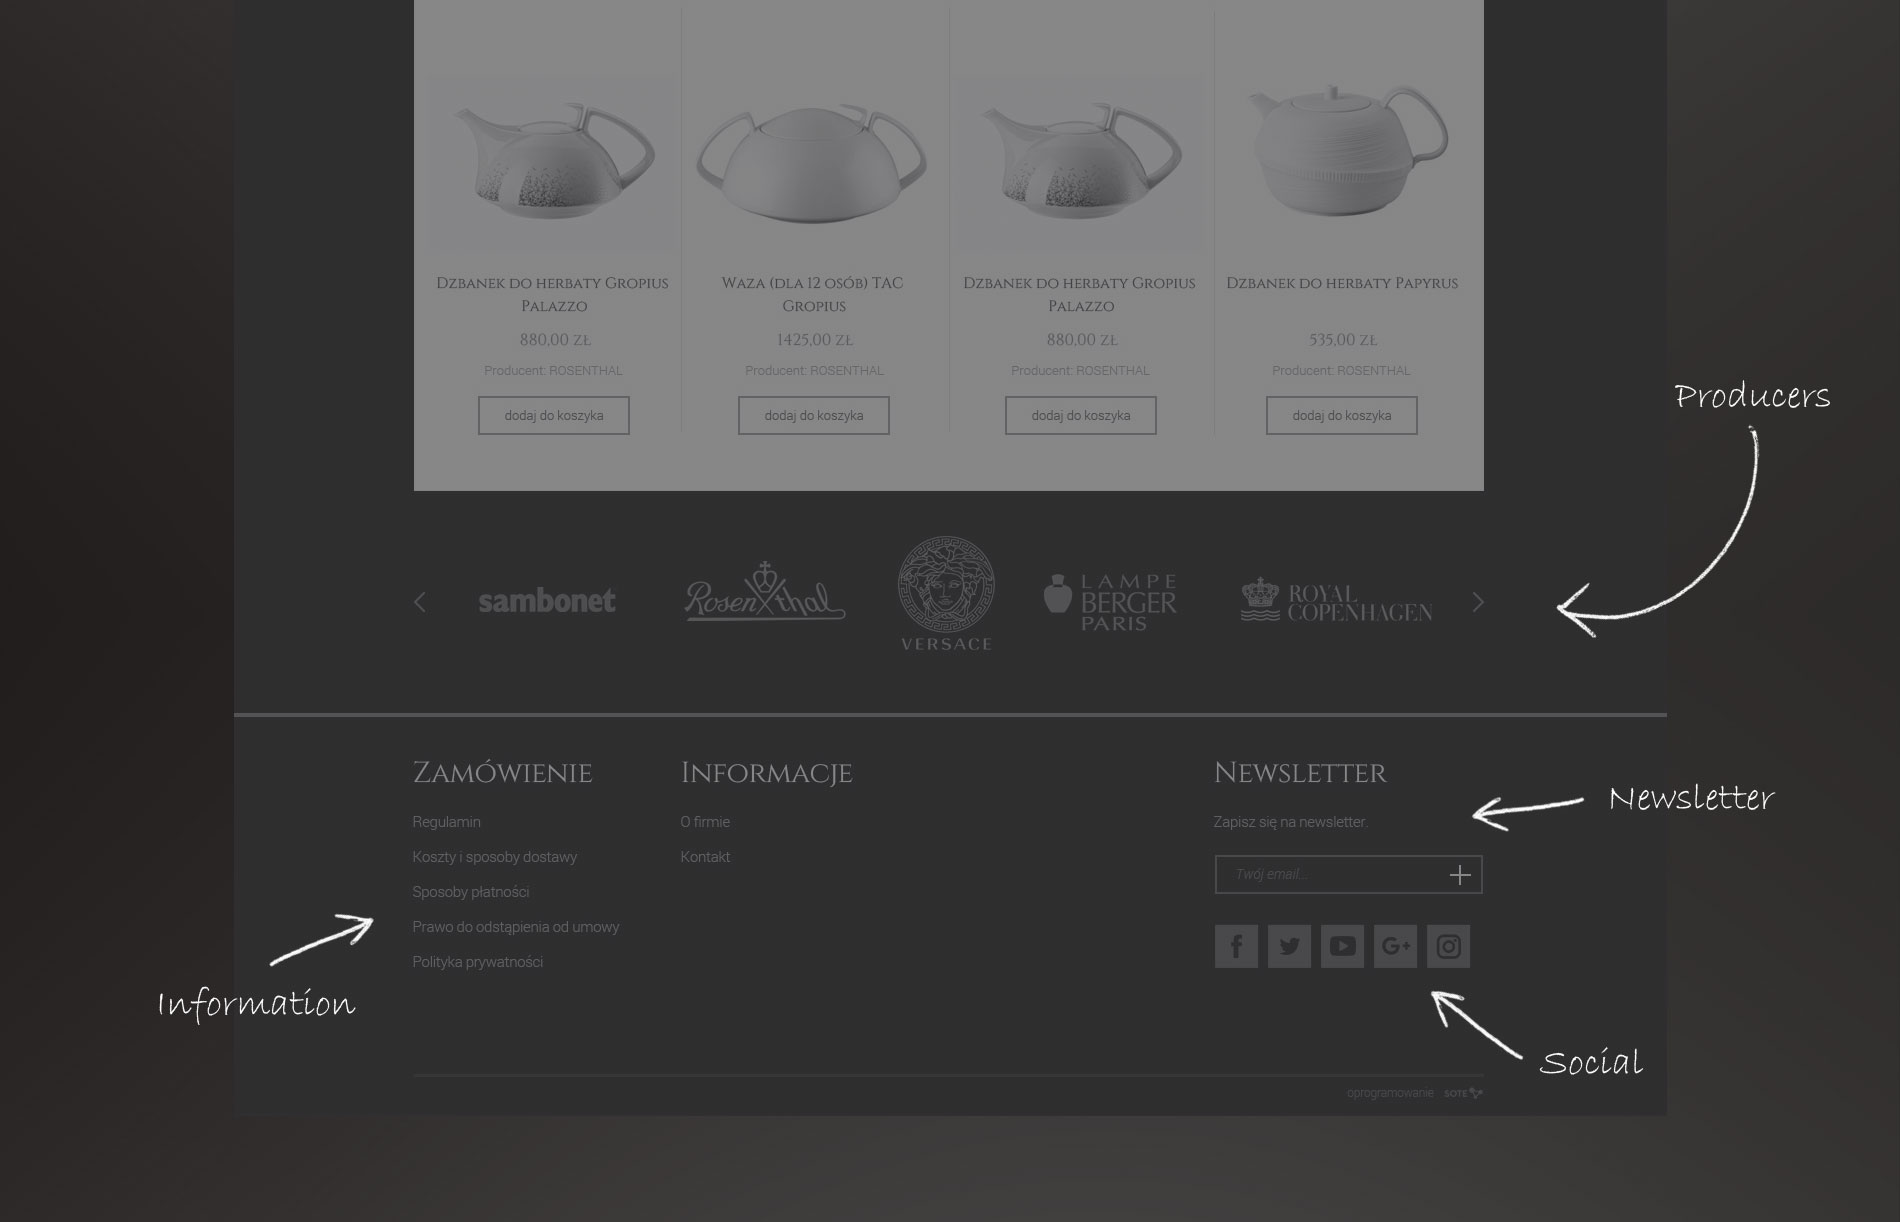 Dzbanek do herbaty Gropius
Palazzo
880,00 zł
Producent: ROSENTHAL
dodaj do koszyka
Waza (dla 12 osób) TAC
Gropius
1425,00 zł
Producent: ROSENTHAL
dodaj do koszyka
Dzbanek do herbaty Gropius
Palazzo
880,00 zł
Producent: ROSENTHAL
dodaj do koszyka
Dzbanek do herbaty Papyrus
535,00 zł
Producent: ROSENTHAL
dodaj do koszyka
Producers
sambonet
Rosenthal
VERSACE
LAMPE
BERGER
PARIS
ROYAL
COPENHAGEN
Zamówienie
Regulamin
Koszty i sposoby dostawy
Sposoby płatności
Prawo do odstąpienia od umowy
Polityka prywatności
Information
Informacje
O firmie
Kontakt
Newsletter
Zapisz się na newsletter.
Twój email...
Newsletter
G+
Social
oprogramowanie SOTE